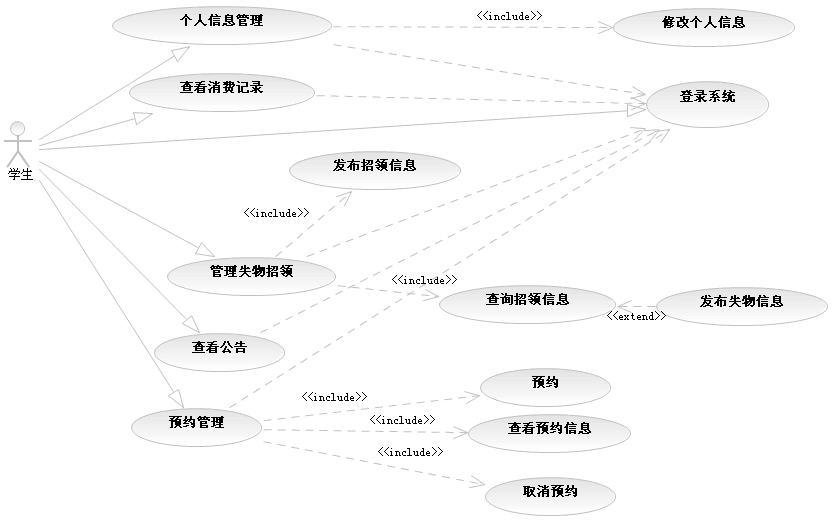 个人信息管理
<<include>>
修改个人信息
查看消费记录
登录系统
学生
发布招领信息
<<include>>
管理失物招领
<<include>>
查询招领信息
发布失物信息
<<extend>>
查看公告
预约
<<include>>
预约管理
<<include>>
查看预约信息
<<include>>
取消预约